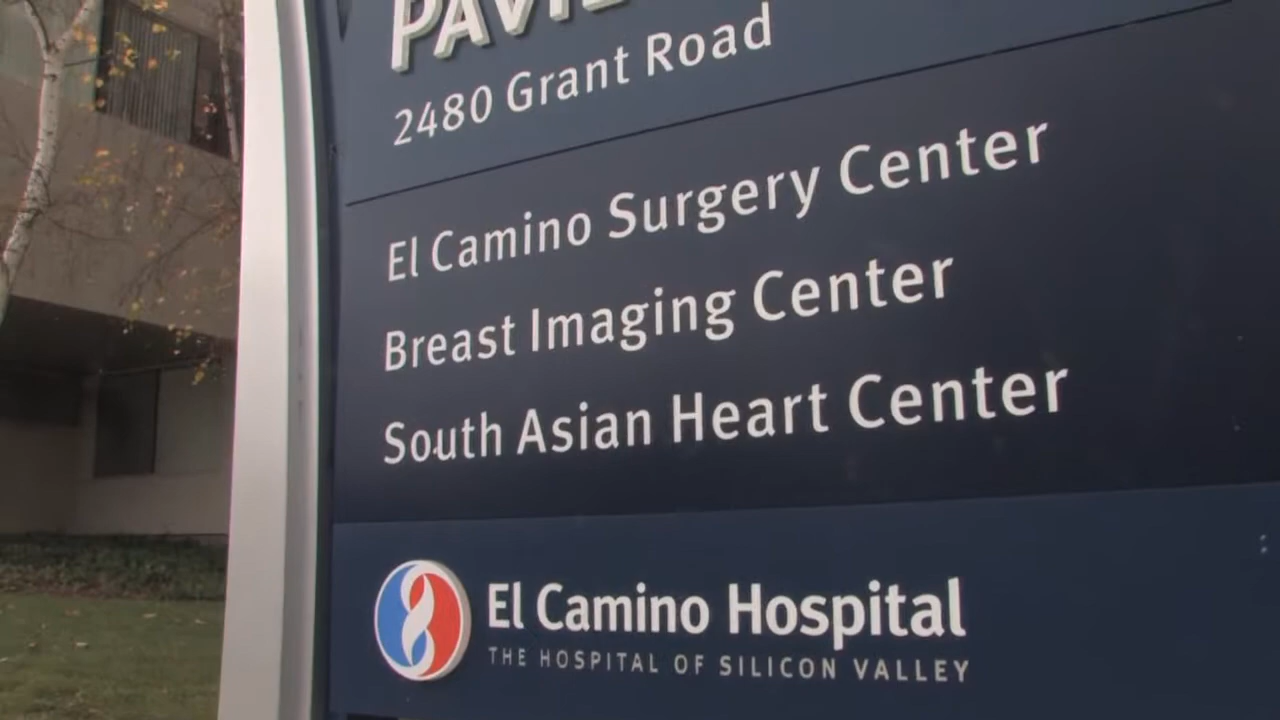 2480 Grant Road
El Camino Surgery Center
Breast Imaging Center
South Asian Heart Center
El Camino Hospital
THE HOSPITAL OF SILICON VALLEY